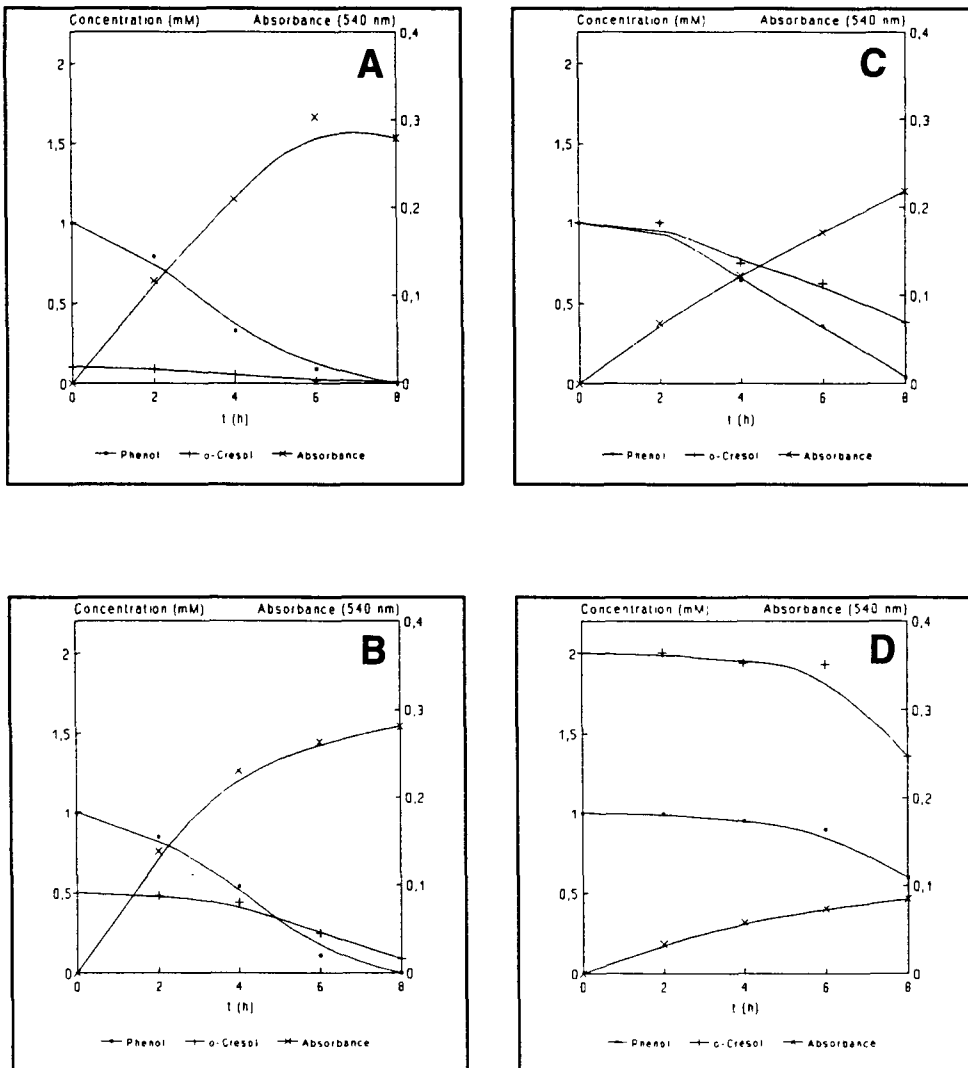 Concentration (mM) Absorbance (540 nm)
A
0,4
2
0,3
1,5
0,2
1
0,1
0,5
0
0
0 2 4 6 8
t (h)
Phenol o-Cresol Absorbance
Concentration (mM) Absorbance (540 nm)
C
0,4
2
0,3
1,5
0,2
1
0,1
0,5
0
0
0 2 4 6 8
t (h)
Phenol o-Cresol Absorbance
Concentration (mM) Absorbance (540 nm)
B
0,4
2
0,3
1,5
0,2
1
0,1
0,5
0
0
0 2 4 6 8
t (h)
Phenol o-Cresol Absorbance
Concentration (mM) Absorbance (540 nm)
D
0,4
2
0,3
1,5
0,2
1
0,1
0,5
0
0
0 2 4 6 8
t (h)
Phenol o-Cresol Absorbance